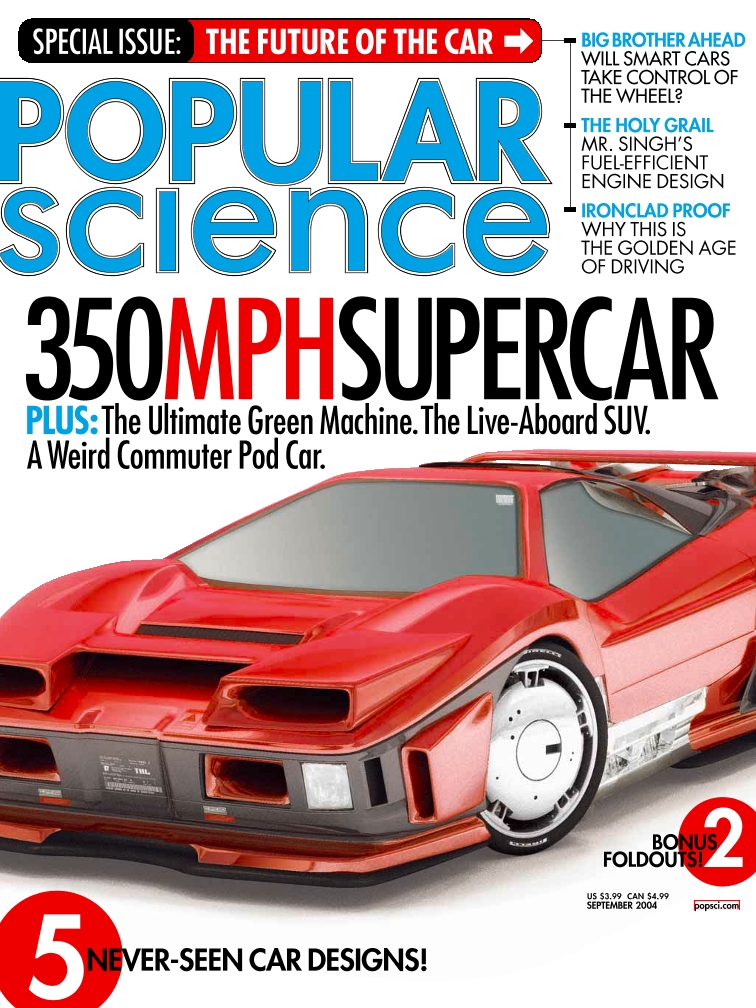 SPECIAL ISSUE: THE FUTURE OF THE CAR
BIG BROTHER AHEAD
WILL SMART CARS
TAKE CONTROL OF
THE WHEEL?
THE HOLY GRAIL
MR. SINGH'S
FUEL-EFFICIENT
ENGINE DESIGN
IRONCLAD PROOF
WHY THIS IS
THE GOLDEN AGE
OF DRIVING
POPULAR
SCIENCE
350MPHSUPERCAR
PLUS: The Ultimate Green Machine. The Live-Aboard SUV.
A Weird Commuter Pod Car.
THL
PIRELLI
PIRELLI
2
BONUS
FOLDOUTS!
US $3.99 CAN $4.99
SEPTEMBER 2004
popsci.com
5 NEVER-SEEN CAR DESIGNS!